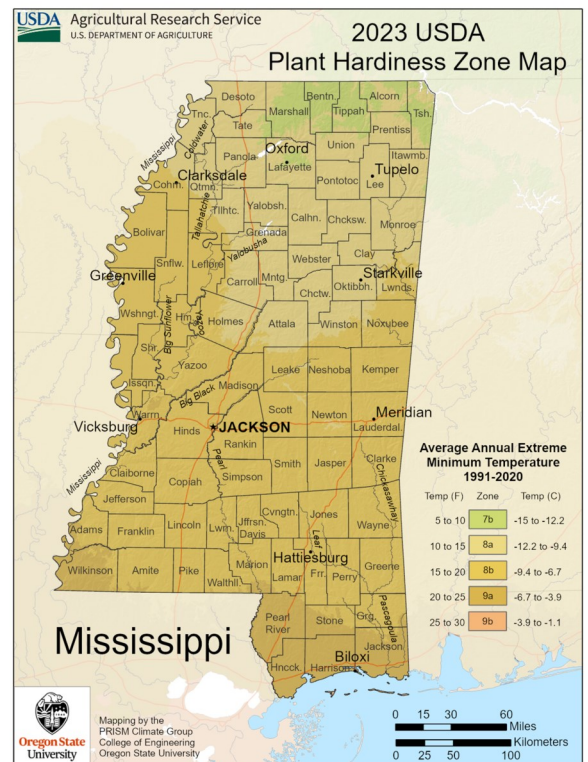 USDA
Agricultural Research Service
U.S. DEPARTMENT OF AGRICULTURE
2023 USDA
Plant Hardiness Zone Map
Desoto
Bentn.
Alcorn
Marshall
Tippah
Tnc.
Tate
Prentiss
Tsh.
Mississippi
Coldwater
Panola
Oxford
Lafayette
Union
Itawmb.
Tupelo
Lee
Pontotoc
Clarksdale
Cohm.
Qtmn.
Tallahatchie
Tllhtc.
Yalobsh.
Calhn.
Chcksw.
Monroe
Bolivar
Grenada
Yalobusha
Clay
Webster
Snflw.
Leflore
Greenville
Carroll
Mntg.
Starkville
Oktibbh.
Lwnds.
Chctw.
Wshngt.
Big Sunflower
Hm.
Yazoo
Holmes
Attala
Winston
Noxubee
Shr.
Yazoo
Issqn.
Big Black
Madison
Leake
Neshoba
Kemper
Warm
Vicksburg
Hinds
JACKSON
Rankin
Scott
Newton
Meridian
Lauderdal.
Mississippi
Claiborne
Copiah
Pearl
Simpson
Smith
Jasper
Clarke
Chickasawhay
Jefferson
Adams
Franklin
Lincoln
Lwm.
Jffrsn.
Davis
Cvngtn.
Jones
Leaf
Wayne
Hattiesburg
Wilkinson
Amite
Pike
Walthll
Marion
Lamar
Frr.
Perry
Greene
Pearl
River
Stone
Grg.
Pascagoula
Jackson
Hncck.
Harrison
Biloxi
Average Annual Extreme
Minimum Temperature
1991-2020
Temp (F) Zone Temp (C)
5 to 10 7b -15 to -12.2
10 to 15 8a -12.2 to -9.4
15 to 20 8b -9.4 to -6.7
20 to 25 9a -6.7 to -3.9
25 to 30 9b -3.9 to -1.1
Mississippi
Oregon State
University
Mapping by the
PRISM Climate Group
College of Engineering
Oregon State University
0 15 30 60
Miles
Kilometers
0 25 50 100